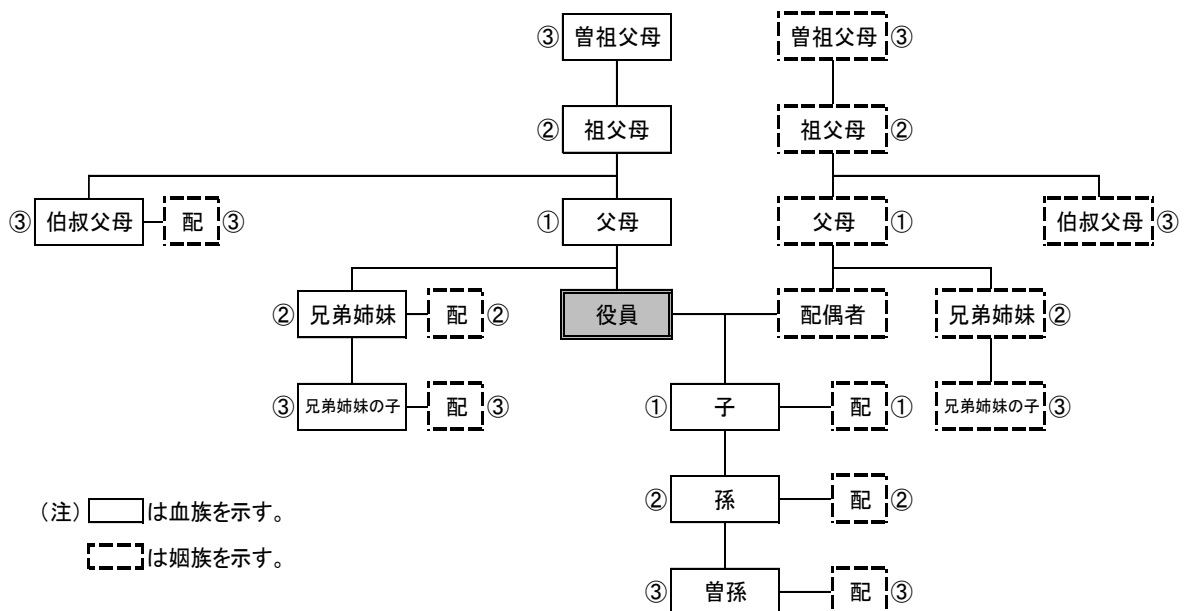 ③ 曽祖父母 曽祖父母 ③
② 祖父母 祖父母 ②
③ 伯叔父母 配 ③ ① 父母 父母 ① 伯叔父母 ③
② 兄弟姉妹 配 ② 役員 配偶者 兄弟姉妹 ②
③ 兄弟姉妹の子 配 ③ ① 子 配 ① 兄弟姉妹の子 ③
② 孫 配 ②
（注） は血族を示す。
は姻族を示す。
③ 曽孫 配 ③